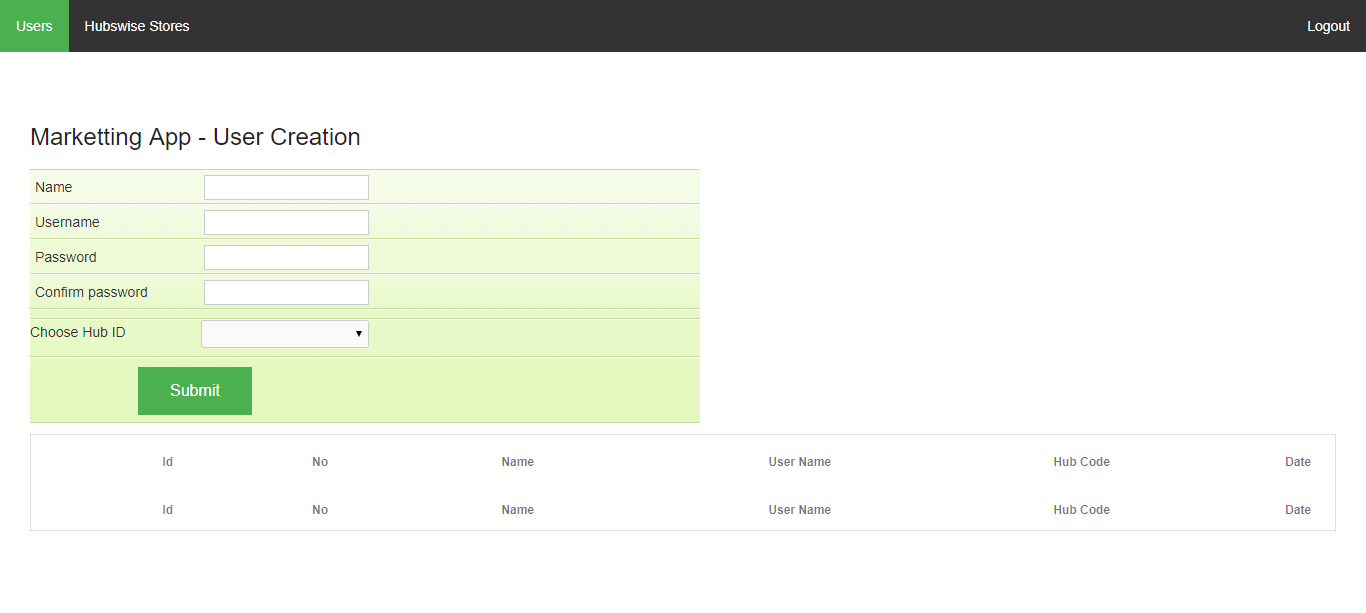 Users Hubswise Stores Logout
Marketting App - User Creation
Name
Username
Password
Confirm password
Choose Hub ID
Submit
Id No Name User Name Hub Code Date
Id No Name User Name Hub Code Date